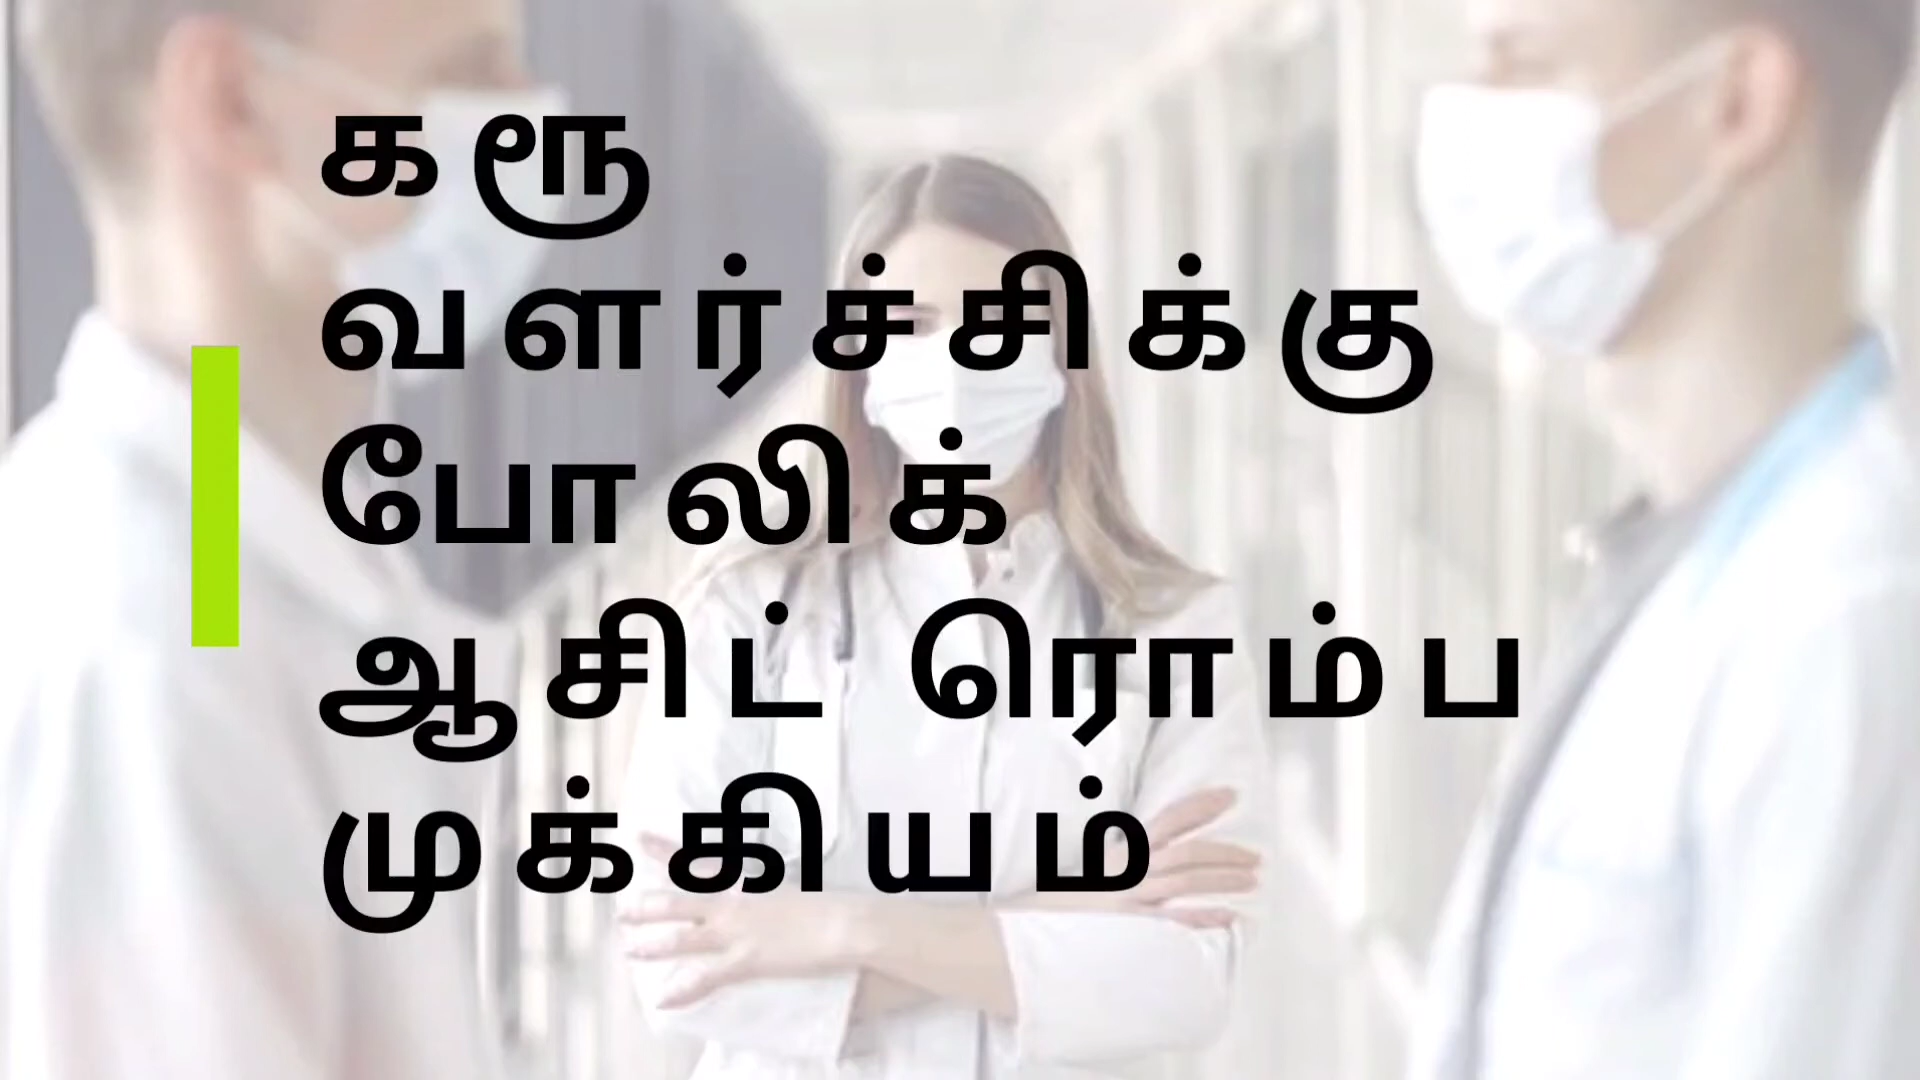 கரூ
வளர்ச்சிக்கு
போலிக்
ஆசிட் ரொம்ப
முக்கியம்